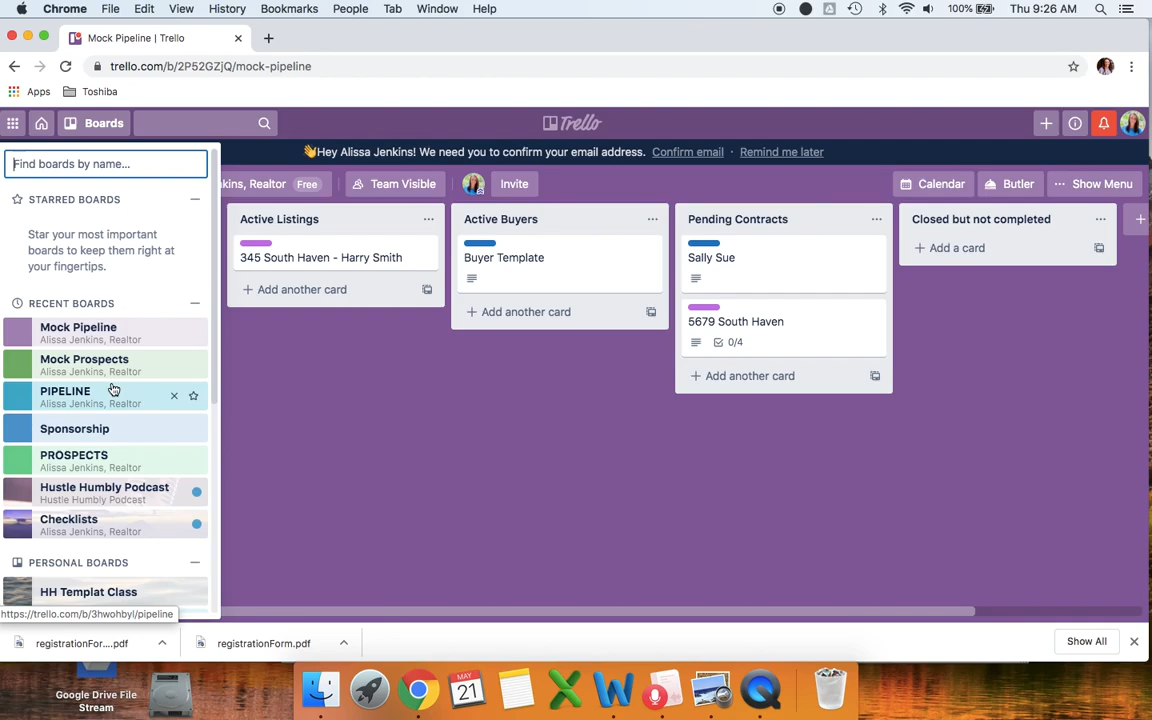 Chrome File Edit View History Bookmarks People Tab Window Help 100% Thu 9:26 AM
Mock Pipeline | Trello
trello.com/b/2P52GZjQ/mock-pipeline
Apps Toshiba
Boards Trello
👋Hey Alissa Jenkins! We need you to confirm your email address. Confirm email · Remind me later
Find boards by name...
kins, Realtor Free Team Visible Invite Calendar Butler ··· Show Menu
STARRED BOARDS
Star your most important
boards to keep them right at
your fingertips.
RECENT BOARDS
Mock Pipeline
Alissa Jenkins, Realtor
Mock Prospects
Alissa Jenkins, Realtor
PIPELINE
Alissa Jenkins, Realtor
Sponsorship
PROSPECTS
Alissa Jenkins, Realtor
Hustle Humbly Podcast
Hustle Humbly Podcast
Checklists
Alissa Jenkins, Realtor
PERSONAL BOARDS
HH Templat Class
https://trello.com/b/3hwohbyl/pipeline
Active Listings
345 South Haven - Harry Smith
+ Add another card
Active Buyers
Buyer Template
+ Add another card
Pending Contracts
Sally Sue
5679 South Haven
0/4
+ Add another card
Closed but not completed
+ Add a card
registrationFor....pdf registrationForm.pdf Show All
MAY
21
Google Drive File
Stream